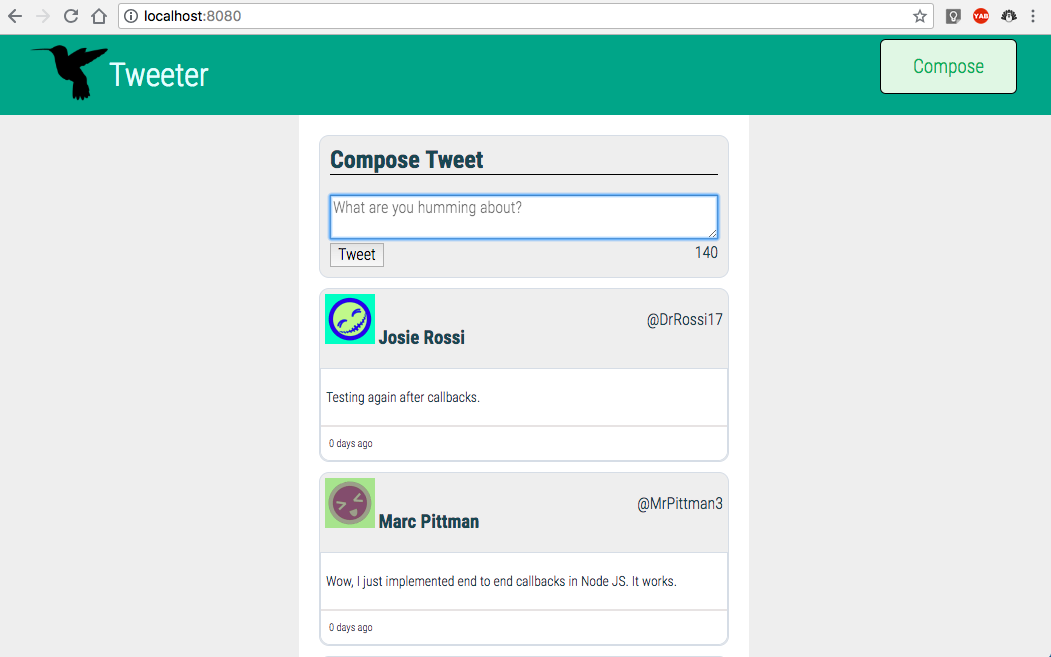 localhost:8080
YAB
Tweeter
Compose
Compose Tweet
What are you humming about?
Tweet
140
Josie Rossi
@DrRossi17
Testing again after callbacks.
0 days ago
Marc Pittman
@MrPittman3
Wow, I just implemented end to end callbacks in Node JS. It works.
0 days ago